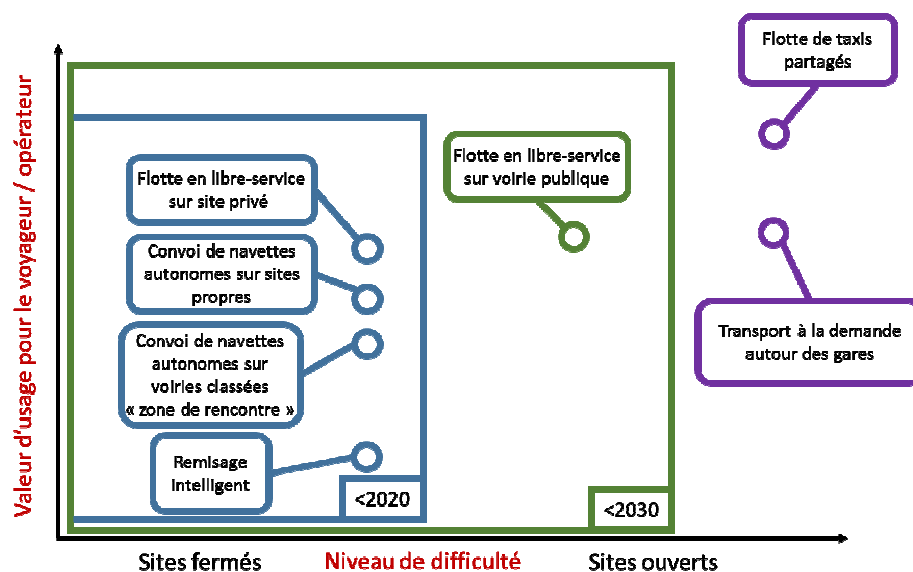 Valeur d'usage pour le voyageur / opérateur
Flotte de taxis
partagés
Flotte en libre-service
sur voirie publique
Flotte en libre-service
sur site privé
Convoi de navettes
autonomes sur sites
propres
Convoi de navettes
autonomes sur
voiries classées
« zone de rencontre »
Transport à la demande
autour des gares
Remisage
intelligent
<2020
<2030
Sites fermés
Niveau de difficulté
Sites ouverts